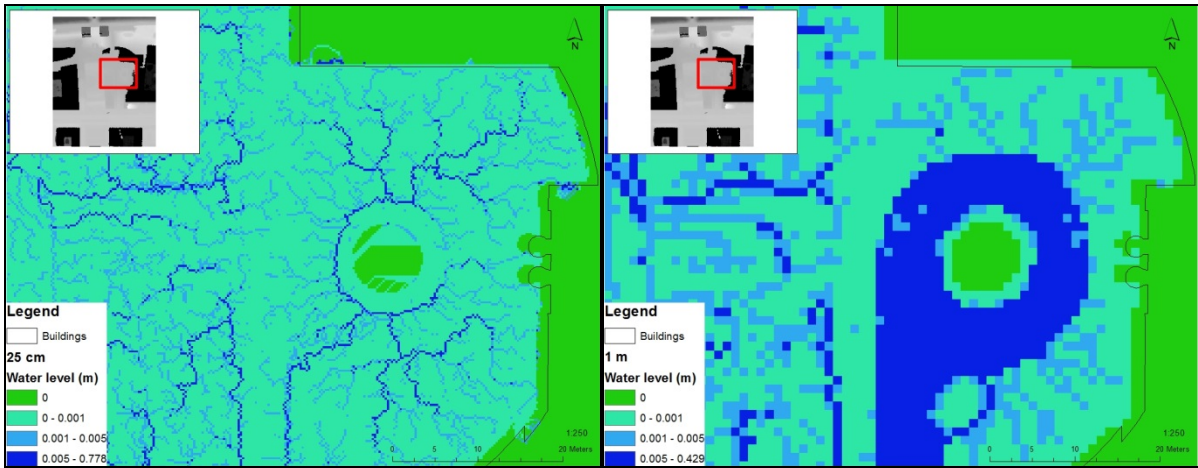 N
Legend
Buildings
25 cm
Water level (m)
0
0 - 0.001
0.001 - 0.005
0.005 - 0.778
1:250
0 5 10 20 Meters
N
Legend
Buildings
1 m
Water level (m)
0
0 - 0.001
0.001 - 0.005
0.005 - 0.429
1:250
0 5 10 20 Meters